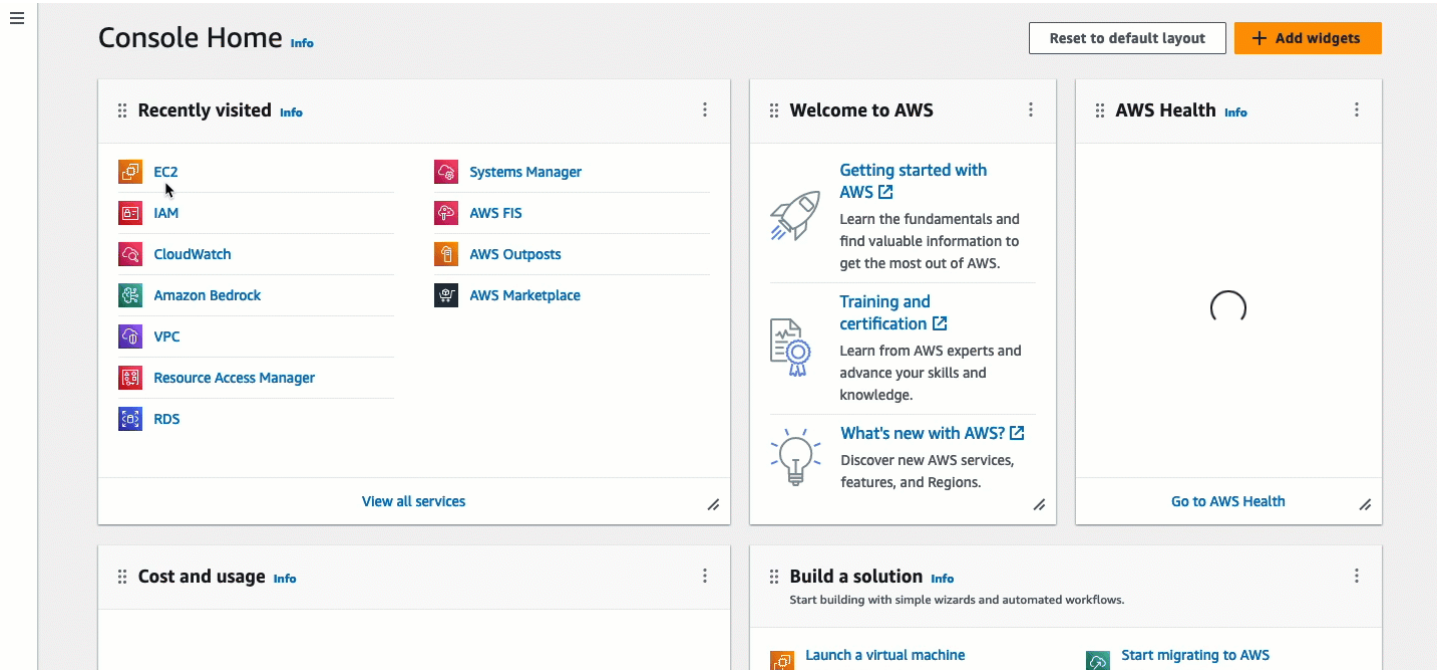 Console Home Info
Reset to default layout
Add widgets
Recently visited Info
EC2
IAM
CloudWatch
Amazon Bedrock
VPC
Resource Access Manager
RDS
Systems Manager
AWS FIS
AWS Outposts
AWS Marketplace
View all services
Welcome to AWS
Getting started with
AWS
Learn the fundamentals and
find valuable information to
get the most out of AWS.
Training and
certification
Learn from AWS experts and
advance your skills and
knowledge.
What's new with AWS?
Discover new AWS services,
features, and Regions.
AWS Health Info
Go to AWS Health
Cost and usage Info
Build a solution Info
Start building with simple wizards and automated workflows.
Launch a virtual machine
Start migrating to AWS